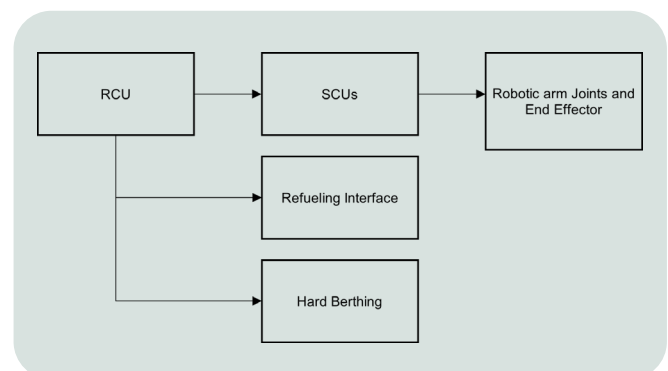 RCU
SCUs
Robotic arm Joints and
End Effector
Refueling Interface
Hard Berthing